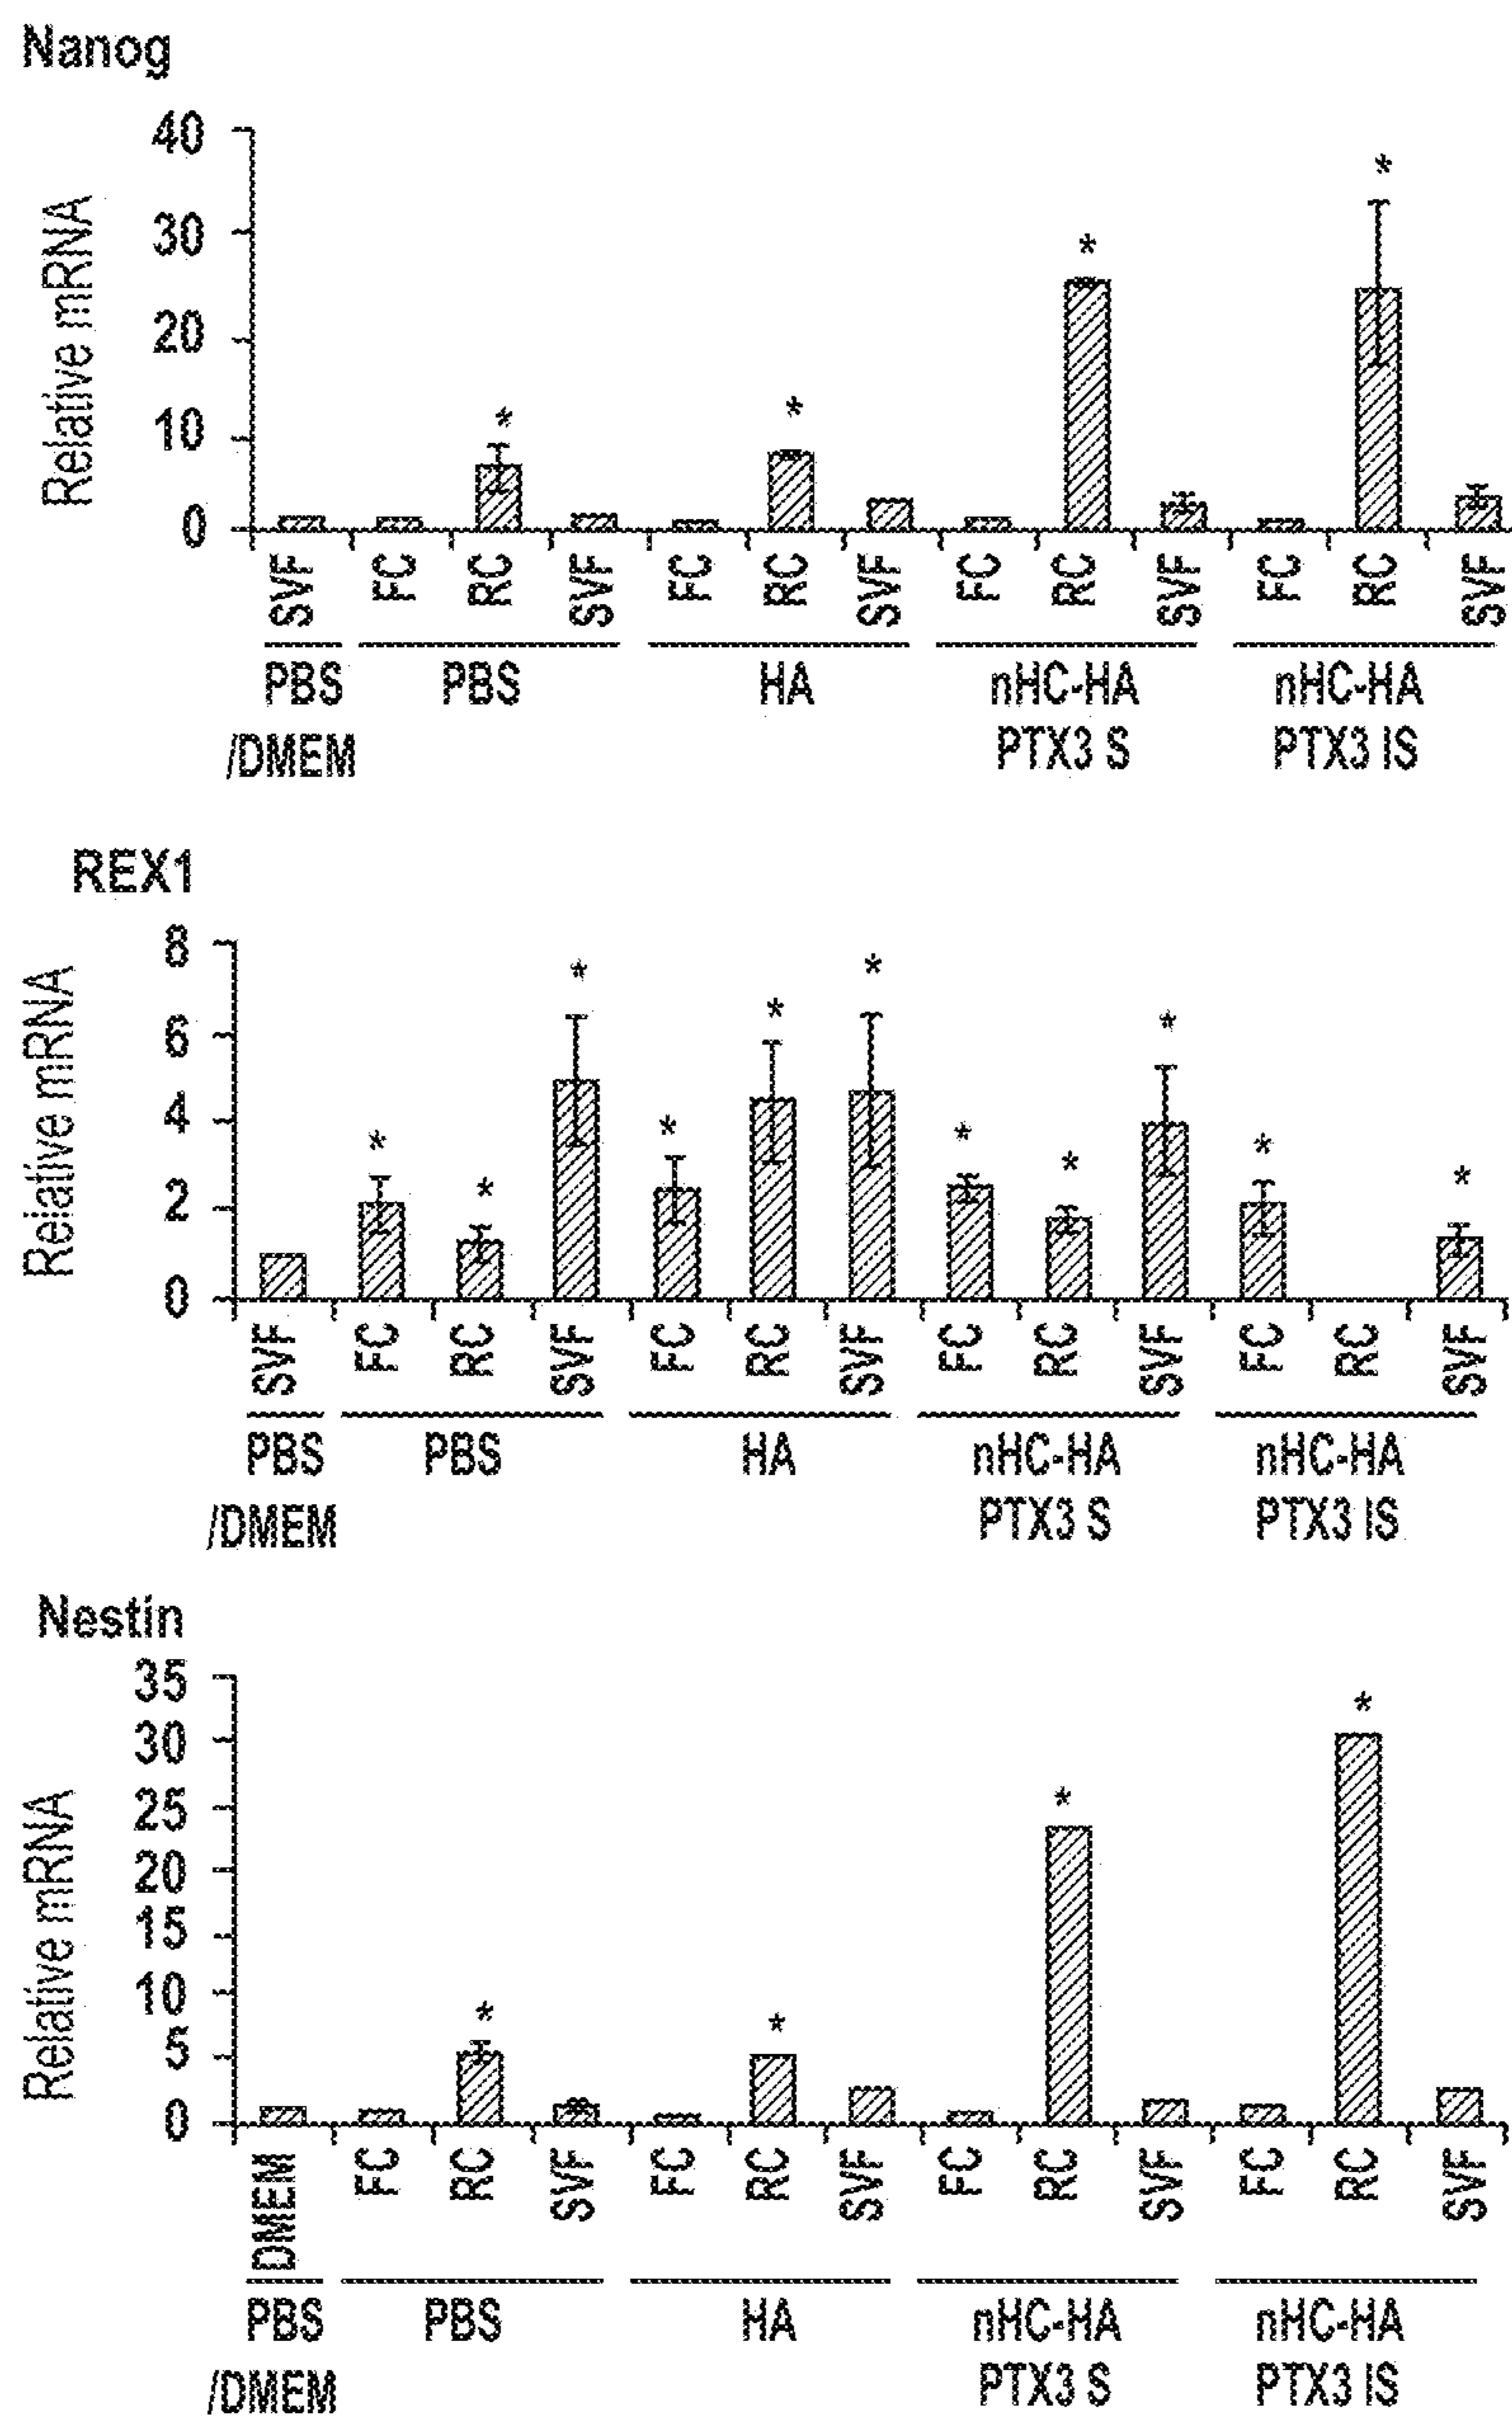 Nanog
Relative mRNA
40
30
20
10
0
* * * *
SVF FC RC SVF FC RC SVF FC RC SVF FC RC SVF
PBS PBS HA nHC-HA nHC-HA
/DMEM PTX3 S PTX3 IS
REX1
Relative mRNA
8
6
4
2
0
* * * * * * * * * * *
SVF FC RC SVF FC RC SVF FC RC SVF FC RC SVF
PBS PBS HA nHC-HA nHC-HA
/DMEM PTX3 S PTX3 IS
Nestin
Relative mRNA
35
30
25
20
15
10
5
0
* * * *
DMEM FC RC SVF FC RC SVF FC RC SVF FC RC SVF
PBS PBS HA nHC-HA nHC-HA
/DMEM PTX3 S PTX3 IS